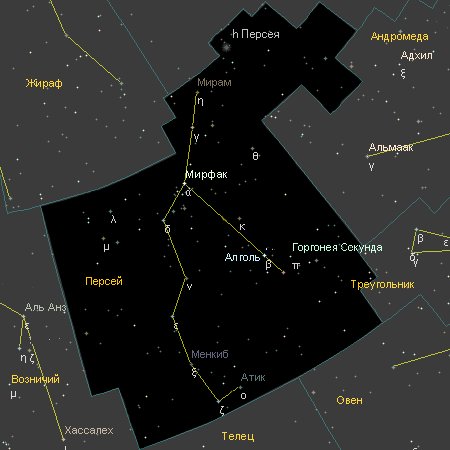 h Персея
Андромеда
Адхил
ξ
Жираф
Мирам
η
γ
Альмаак
γ
θ
Мирфак
α
λ
δ
κ
μ
β
ε
Горгонея Секунда
Алголь
β
π
δ
γ
Персей
ν
Треугольник
Аль Анз
ε
ε
η
ζ
Менкиб
ξ
Возничий
μ
Атик
ο
ζ
Овен
Хассалех
ι
Телец